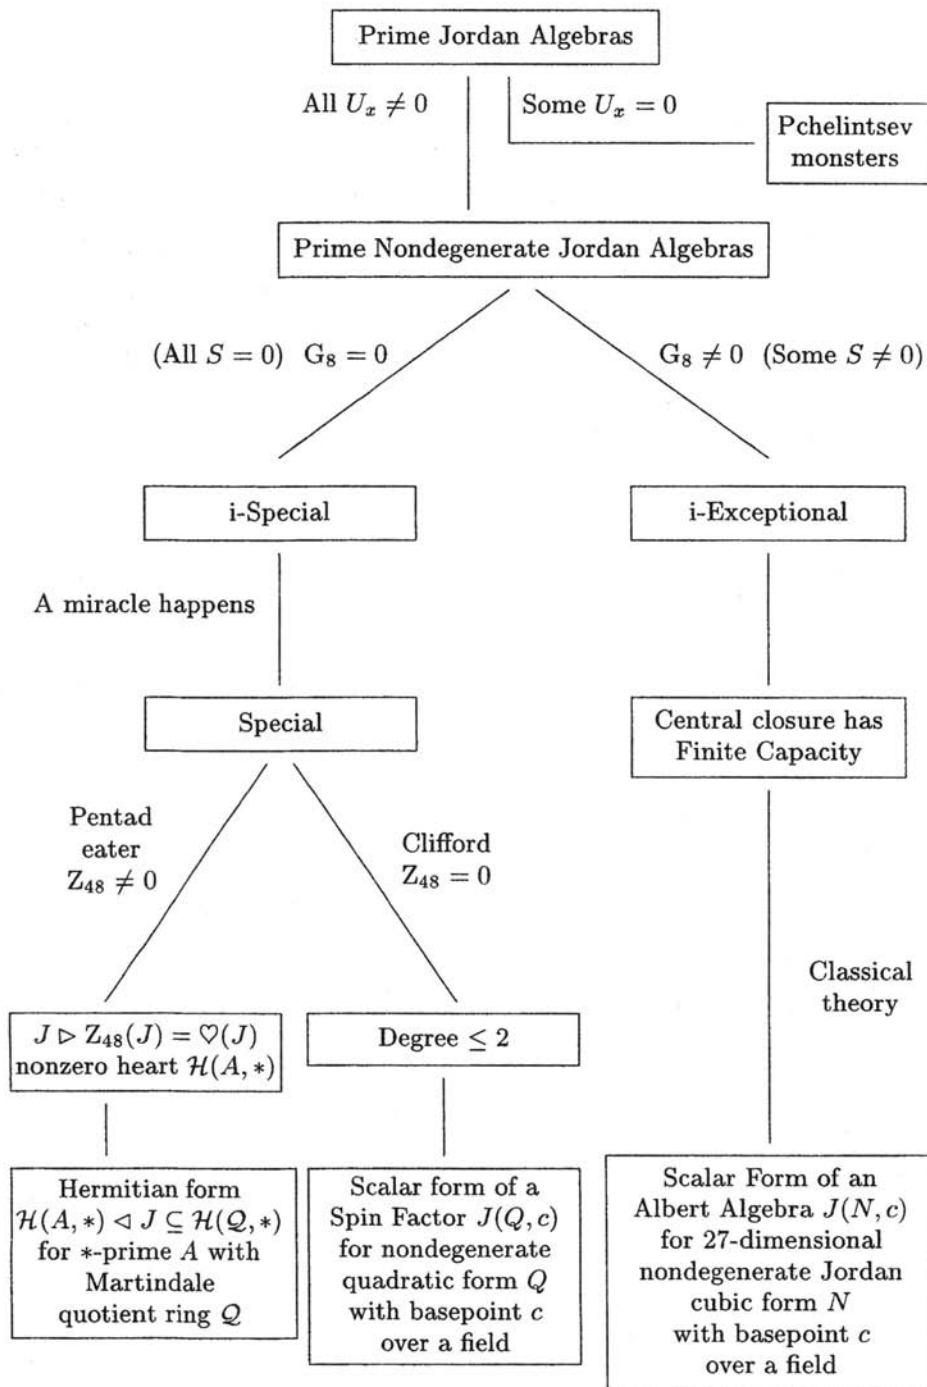 Prime Jordan Algebras
All U_x ≠ 0
Some U_x = 0
Pchelintsev
monsters
Prime Nondegenerate Jordan Algebras
(All S = 0) G₈ = 0
G₈ ≠ 0 (Some S ≠ 0)
i-Special
i-Exceptional
A miracle happens
Special
Central closure has
Finite Capacity
Pentad
eater
Z₄₈ ≠ 0
Clifford
Z₄₈ = 0
Classical
theory
J ▷ Z₄₈(J) = ♡(J)
nonzero heart ℋ(A, *)
Degree ≤ 2
Hermitian form
ℋ(A, *) ◁ J ⊆ ℋ(𝒬, *)
for *-prime A with
Martindale
quotient ring 𝒬
Scalar form of a
Spin Factor J(Q, c)
for nondegenerate
quadratic form Q
with basepoint c
over a field
Scalar Form of an
Albert Algebra J(N, c)
for 27-dimensional
nondegenerate Jordan
cubic form N
with basepoint c
over a field